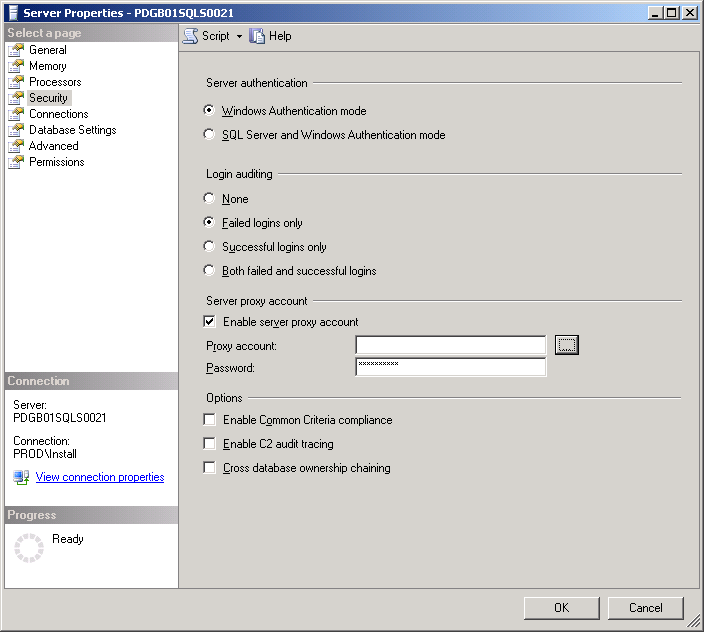 Server Properties - PDGB01SQLS0021
Select a page
General
Memory
Processors
Security
Connections
Database Settings
Advanced
Permissions
Script
Help
Server authentication
Windows Authentication mode
SQL Server and Windows Authentication mode
Login auditing
None
Failed logins only
Successful logins only
Both failed and successful logins
Server proxy account
Enable server proxy account
Proxy account:
...
Password:
**********
Options
Enable Common Criteria compliance
Enable C2 audit tracing
Cross database ownership chaining
Connection
Server:
PDGB01SQLS0021
Connection:
PROD\Install
View connection properties
Progress
Ready
OK
Cancel